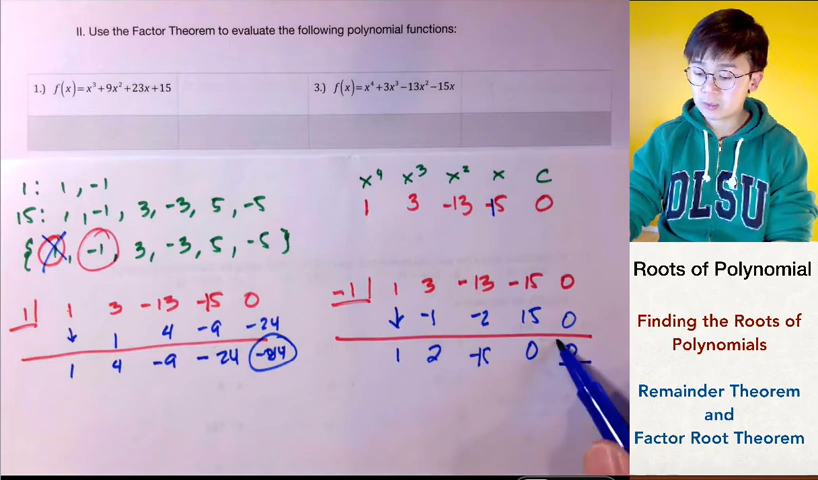 II. Use the Factor Theorem to evaluate the following polynomial functions:
1.) f(x)=x³+9x²+23x+15
3.) f(x)=x⁴+3x³−13x²−15x
1: 1, -1
15: 1, -1, 3, -3, 5, -5
{1, -1, 3, -3, 5, -5}
x⁴ x³ x² x C
1 3 -13 -15 0
1| 1 3 -13 -15 0
↓ 1 4 -9 -24
1 4 -9 -24 -24
-1| 1 3 -13 -15 0
↓ -1 -2 15 0
1 2 -15 0 0
DLSU
Roots of Polynomial
Finding the Roots of
Polynomials
Remainder Theorem
and
Factor Root Theorem